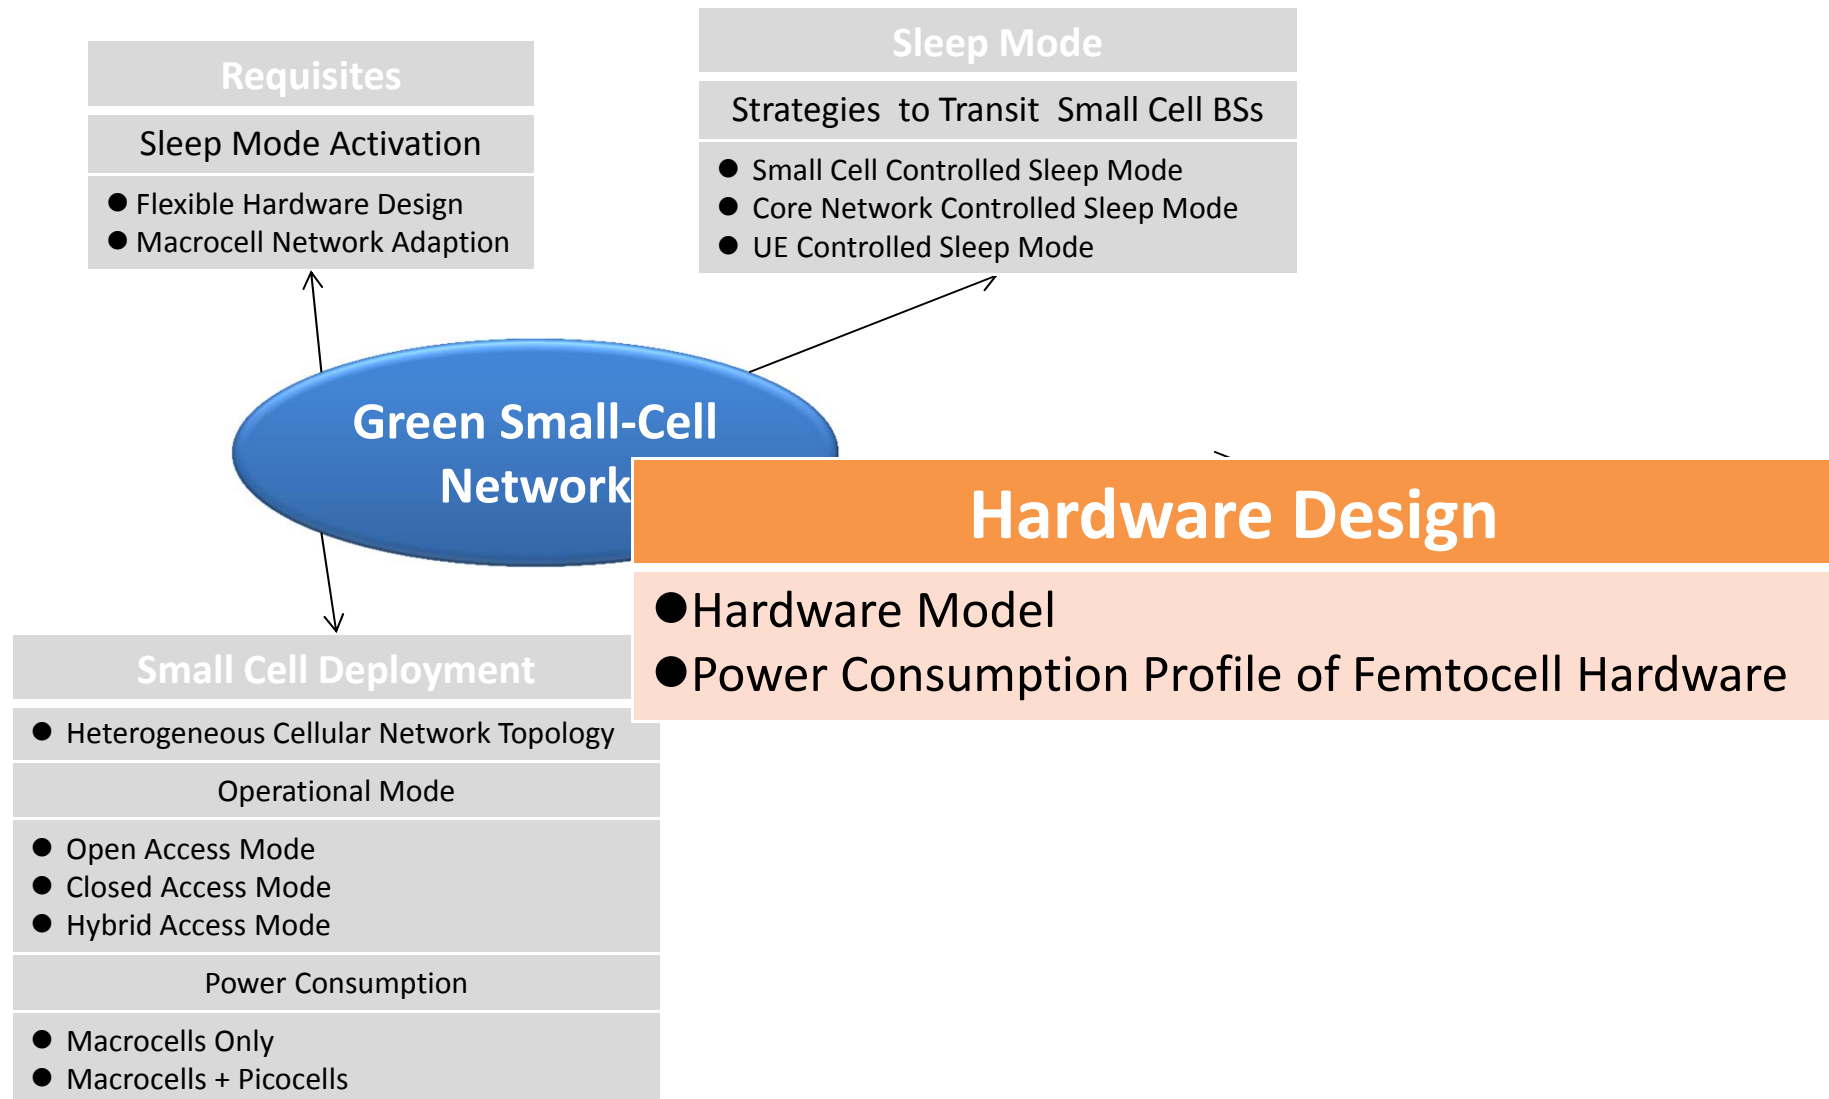 Requisites
Sleep Mode Activation
● Flexible Hardware Design
● Macrocell Network Adaption
Sleep Mode
Strategies to Transit Small Cell BSs
● Small Cell Controlled Sleep Mode
● Core Network Controlled Sleep Mode
● UE Controlled Sleep Mode
Green Small-Cell
Network
Hardware Design
●Hardware Model
●Power Consumption Profile of Femtocell Hardware
Small Cell Deployment
● Heterogeneous Cellular Network Topology
Operational Mode
● Open Access Mode
● Closed Access Mode
● Hybrid Access Mode
Power Consumption
● Macrocells Only
● Macrocells + Picocells